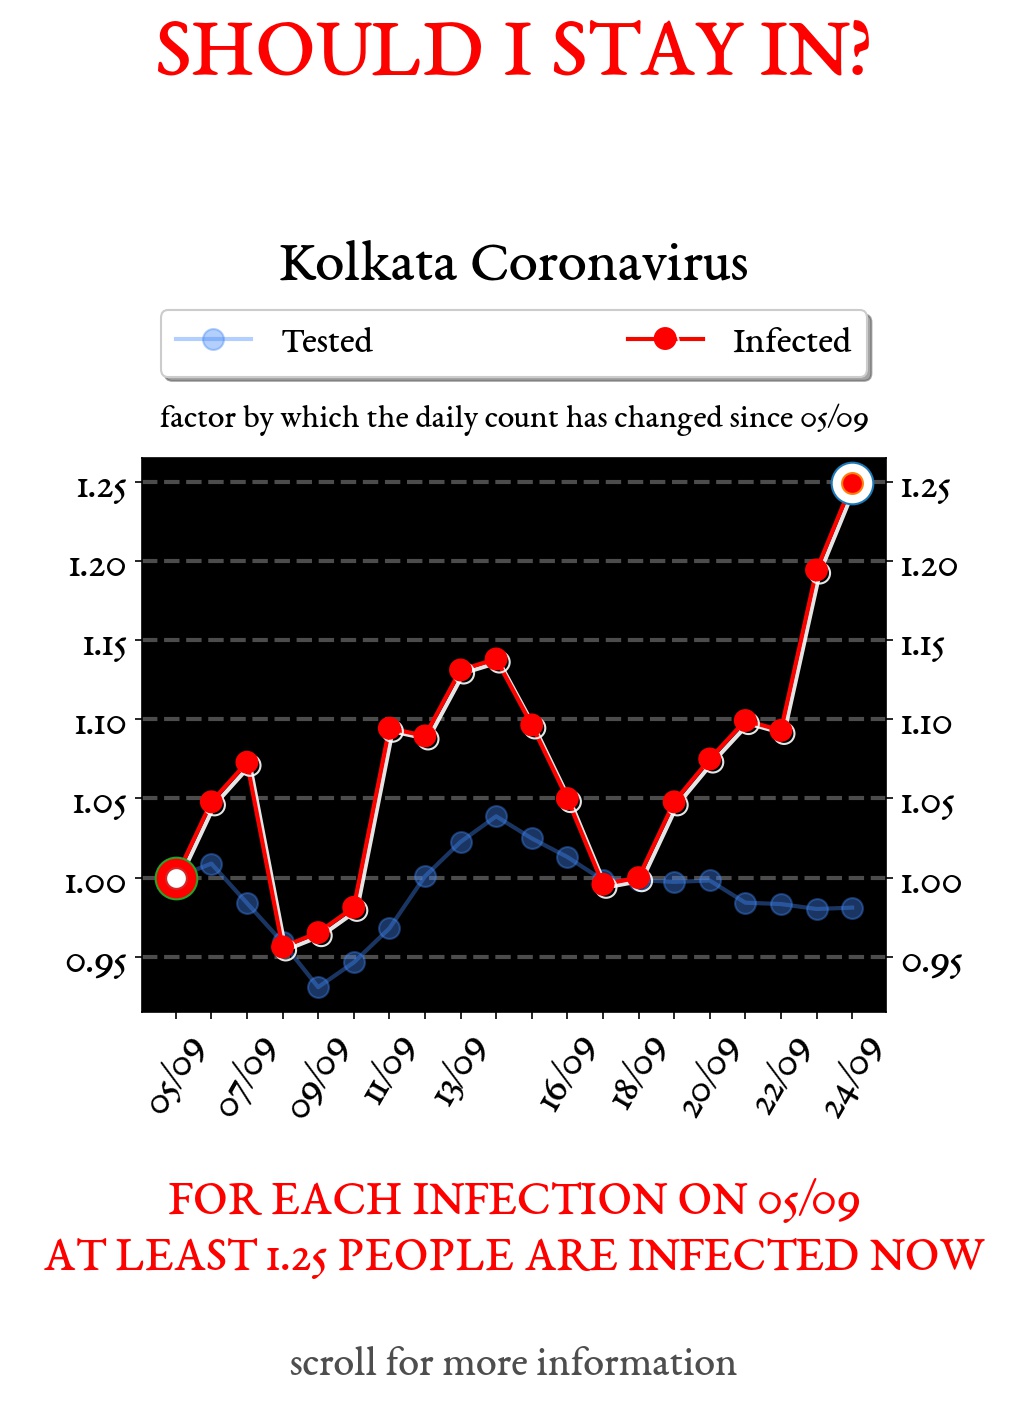 SHOULD I STAY IN?
Kolkata Coronavirus
Tested Infected
factor by which the daily count has changed since 05/09
1.25 1.25
1.20 1.20
1.15 1.15
1.10 1.10
1.05 1.05
1.00 1.00
0.95 0.95
05/09 07/09 09/09 11/09 13/09 16/09 18/09 20/09 22/09 24/09
FOR EACH INFECTION ON 05/09
AT LEAST 1.25 PEOPLE ARE INFECTED NOW
scroll for more information